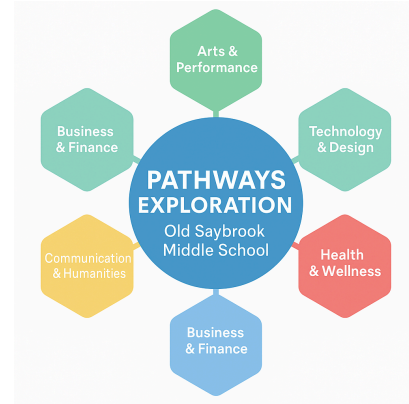 Arts &
Performance
Business
& Finance
Technology
& Design
PATHWAYS
EXPLORATION
Old Saybrook
Middle School
Communication
& Humanities
Health
& Wellness
Business
& Finance